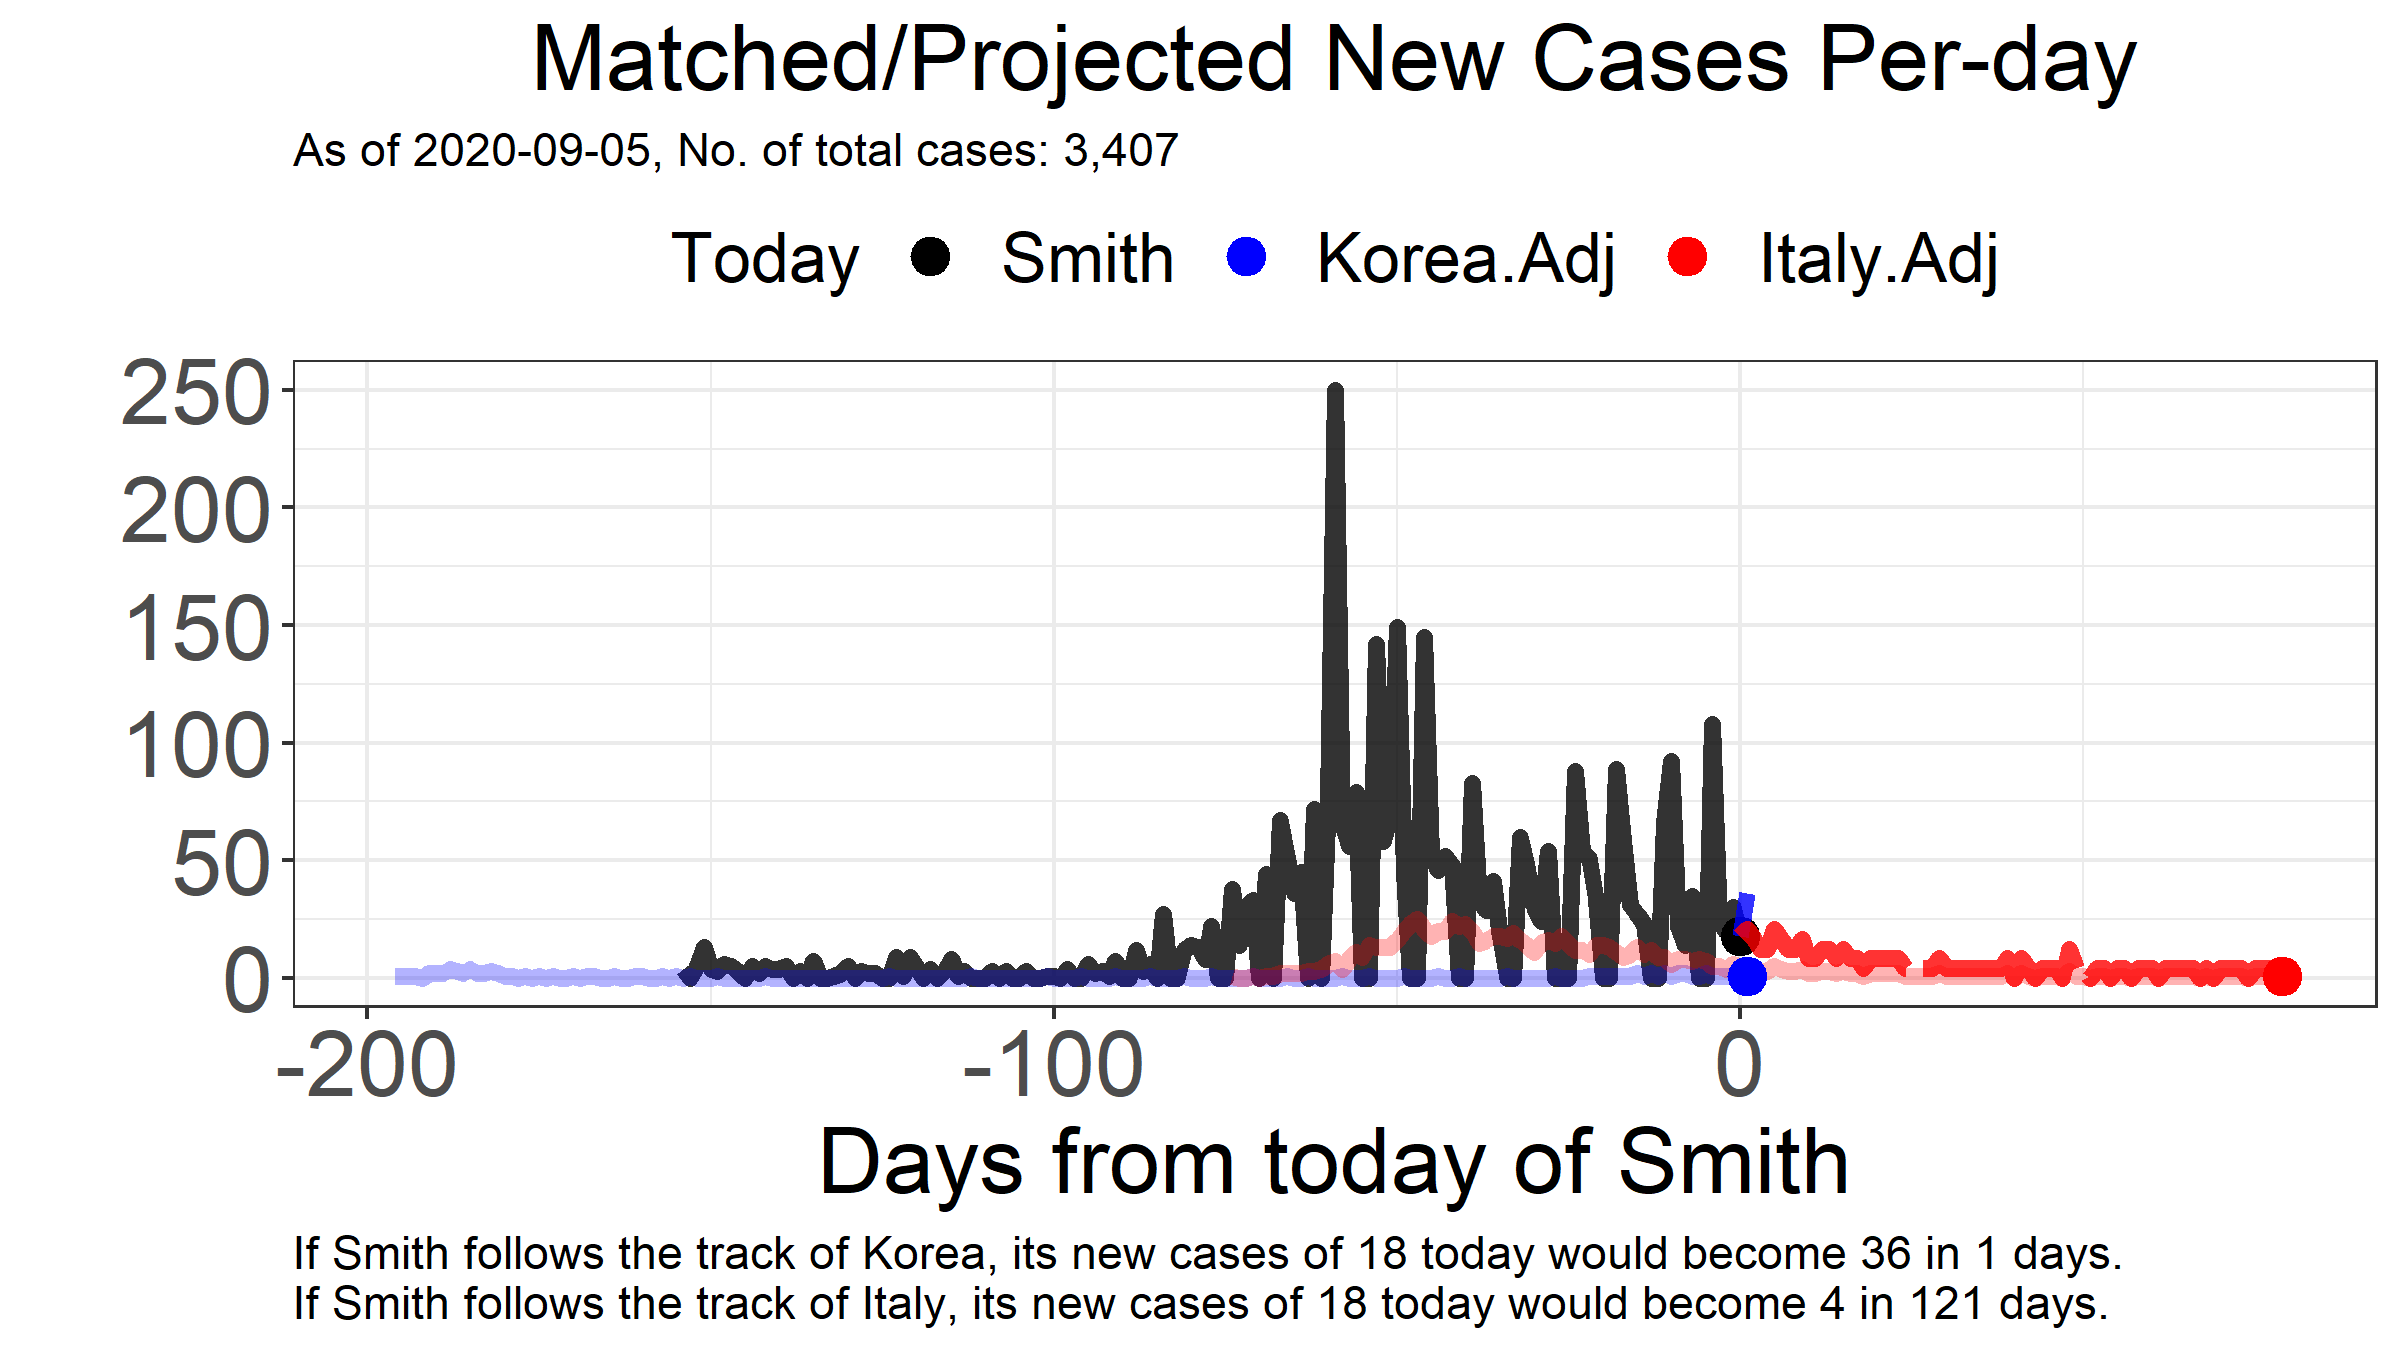 Matched/Projected New Cases Per-day
As of 2020-09-05, No. of total cases: 3,407
Today Smith Korea.Adj Italy.Adj
250
200
150
100
50
0
-200 -100 0
Days from today of Smith
If Smith follows the track of Korea, its new cases of 18 today would become 36 in 1 days.
If Smith follows the track of Italy, its new cases of 18 today would become 4 in 121 days.